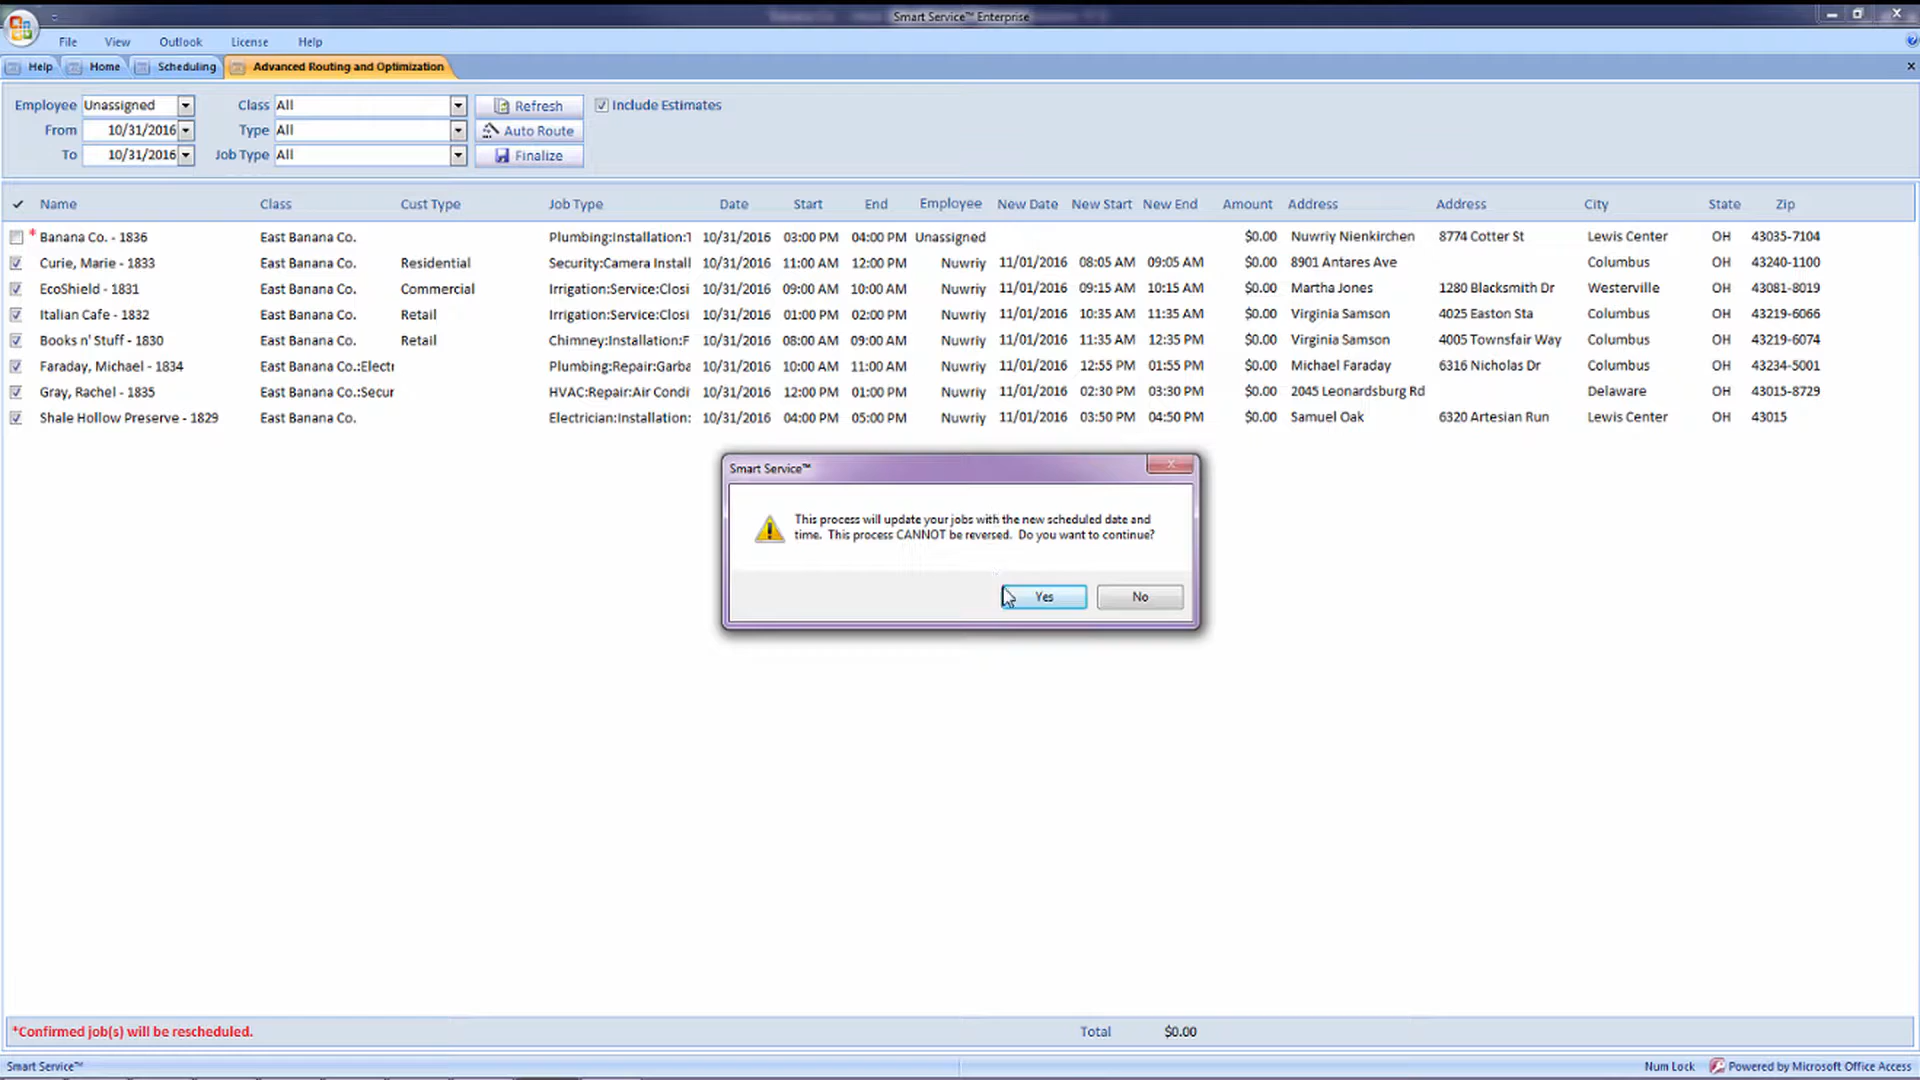 Smart Service™ Enterprise
File View Outlook License Help
Help Home Scheduling Advanced Routing and Optimization
Employee Unassigned Class All Refresh Include Estimates
From 10/31/2016 Type All Auto Route
To 10/31/2016 Job Type All Finalize
Name Class Cust Type Job Type Date Start End Employee New Date New Start New End Amount Address Address City State Zip
* Banana Co. - 1836 East Banana Co. Plumbing:Installation:T 10/31/2016 03:00 PM 04:00 PM Unassigned $0.00 Nuwriy Nienkirchen 8774 Cotter St Lewis Center OH 43035-7104
Curie, Marie - 1833 East Banana Co. Residential Security:Camera Install 10/31/2016 11:00 AM 12:00 PM Nuwriy 11/01/2016 08:05 AM 09:05 AM $0.00 8901 Antares Ave Columbus OH 43240-1100
EcoShield - 1831 East Banana Co. Commercial Irrigation:Service:Closi 10/31/2016 09:00 AM 10:00 AM Nuwriy 11/01/2016 09:15 AM 10:15 AM $0.00 Martha Jones 1280 Blacksmith Dr Westerville OH 43081-8019
Italian Cafe - 1832 East Banana Co. Retail Irrigation:Service:Closi 10/31/2016 01:00 PM 02:00 PM Nuwriy 11/01/2016 10:35 AM 11:35 AM $0.00 Virginia Samson 4025 Easton Sta Columbus OH 43219-6066
Books n' Stuff - 1830 East Banana Co. Retail Chimney:Installation:F 10/31/2016 08:00 AM 09:00 AM Nuwriy 11/01/2016 11:35 AM 12:35 PM $0.00 Virginia Samson 4005 Townsfair Way Columbus OH 43219-6074
Faraday, Michael - 1834 East Banana Co.:Electr Plumbing:Repair:Garba 10/31/2016 10:00 AM 11:00 AM Nuwriy 11/01/2016 12:55 PM 01:55 PM $0.00 Michael Faraday 6316 Nicholas Dr Columbus OH 43234-5001
Gray, Rachel - 1835 East Banana Co.:Secur HVAC:Repair:Air Condi 10/31/2016 12:00 PM 01:00 PM Nuwriy 11/01/2016 02:30 PM 03:30 PM $0.00 2045 Leonardsburg Rd Delaware OH 43015-8729
Shale Hollow Preserve - 1829 East Banana Co. Electrician:Installation: 10/31/2016 04:00 PM 05:00 PM Nuwriy 11/01/2016 03:50 PM 04:50 PM $0.00 Samuel Oak 6320 Artesian Run Lewis Center OH 43015
Smart Service™
This process will update your jobs with the new scheduled date and
time. This process CANNOT be reversed. Do you want to continue?
Yes No
*Confirmed job(s) will be rescheduled. Total $0.00
Smart Service™ Num Lock Powered by Microsoft Office Access